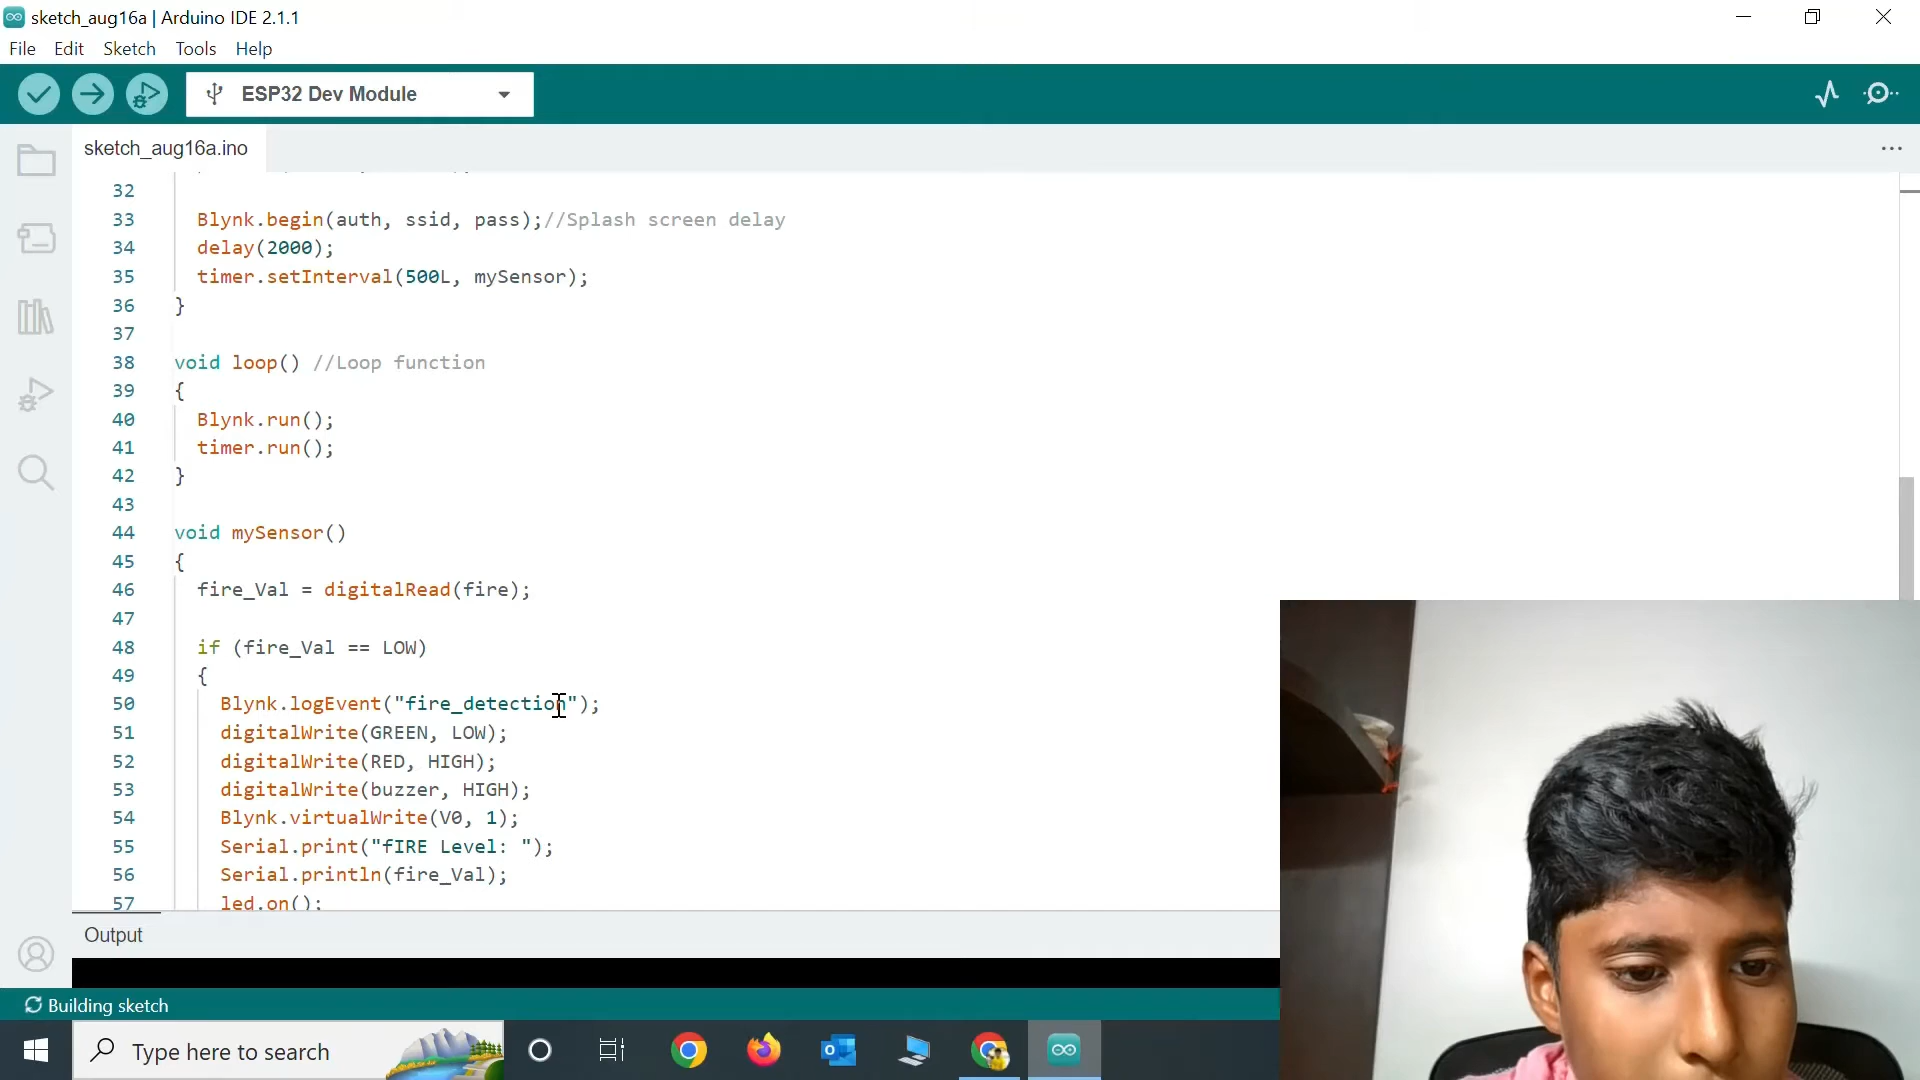 sketch_aug16a | Arduino IDE 2.1.1
File Edit Sketch Tools Help
ESP32 Dev Module
sketch_aug16a.ino
32
33 Blynk.begin(auth, ssid, pass);//Splash screen delay
34 delay(2000);
35 timer.setInterval(500L, mySensor);
36 }
37
38 void loop() //Loop function
39 {
40 Blynk.run();
41 timer.run();
42 }
43
44 void mySensor()
45 {
46 fire_Val = digitalRead(fire);
47
48 if (fire_Val == LOW)
49 {
50 Blynk.logEvent("fire_detection");
51 digitalWrite(GREEN, LOW);
52 digitalWrite(RED, HIGH);
53 digitalWrite(buzzer, HIGH);
54 Blynk.virtualWrite(V0, 1);
55 Serial.print("fIRE Level: ");
56 Serial.println(fire_Val);
57 led.on();
Output
Building sketch
Type here to search